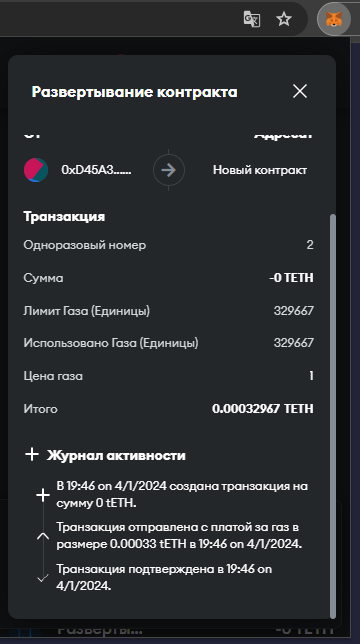 Развертывание контракта
От Адресат
0xD45A3...... Новый контракт
Транзакция
Одноразовый номер 2
Сумма -0 TETH
Лимит Газа (Единицы) 329667
Использовано Газа (Единицы) 329667
Цена газа 1
Итого 0.00032967 TETH
Журнал активности
В 19:46 on 4/1/2024 создана транзакция на
сумму 0 tETH.
Транзакция отправлена с платой за газ в
размере 0.00033 tETH в 19:46 on 4/1/2024.
Транзакция подтверждена в 19:46 on
4/1/2024.
Разверты... -0 TETH